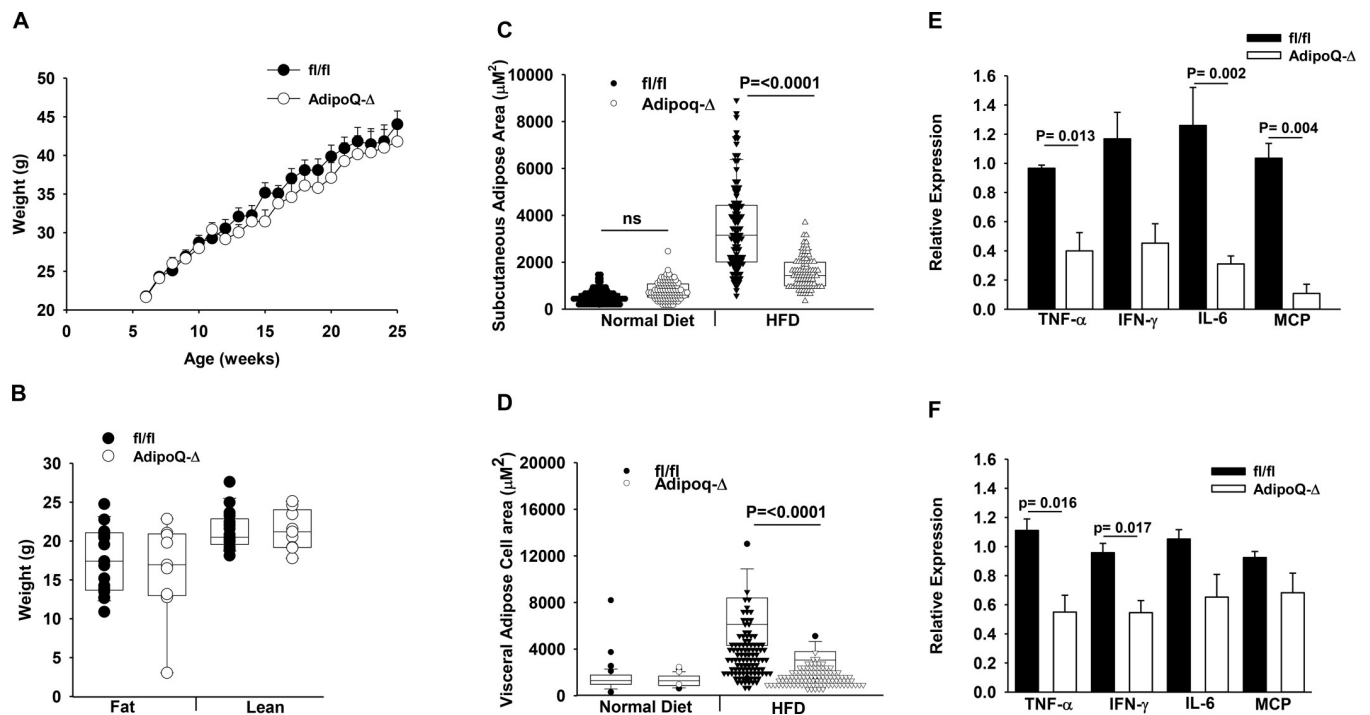 A
fl/fl
AdipoQ-Δ
50
45
40
35
30
25
20
Weight (g)
0 5 10 15 20 25
Age (weeks)
B
fl/fl
AdipoQ-Δ
30
25
20
15
10
5
0
Weight (g)
Fat | Lean
C
fl/fl
Adipoq-Δ
P=<0.0001
ns
10000
8000
6000
4000
2000
0
Subcutaneous Adipose Area (μM²)
Normal Diet | HFD
D
fl/fl
Adipoq-Δ
P=<0.0001
20000
16000
12000
8000
4000
0
Visceral Adipose Cell area (μM²)
Normal Diet | HFD
E
fl/fl
AdipoQ-Δ
P= 0.002
P= 0.013
P= 0.004
1.6
1.4
1.2
1.0
0.8
0.6
0.4
0.2
0.0
Relative Expression
TNF-α IFN-γ IL-6 MCP
F
fl/fl
AdipoQ-Δ
p= 0.016
p= 0.017
1.6
1.4
1.2
1.0
0.8
0.6
0.4
0.2
0.0
Relative Expression
TNF-α IFN-γ IL-6 MCP